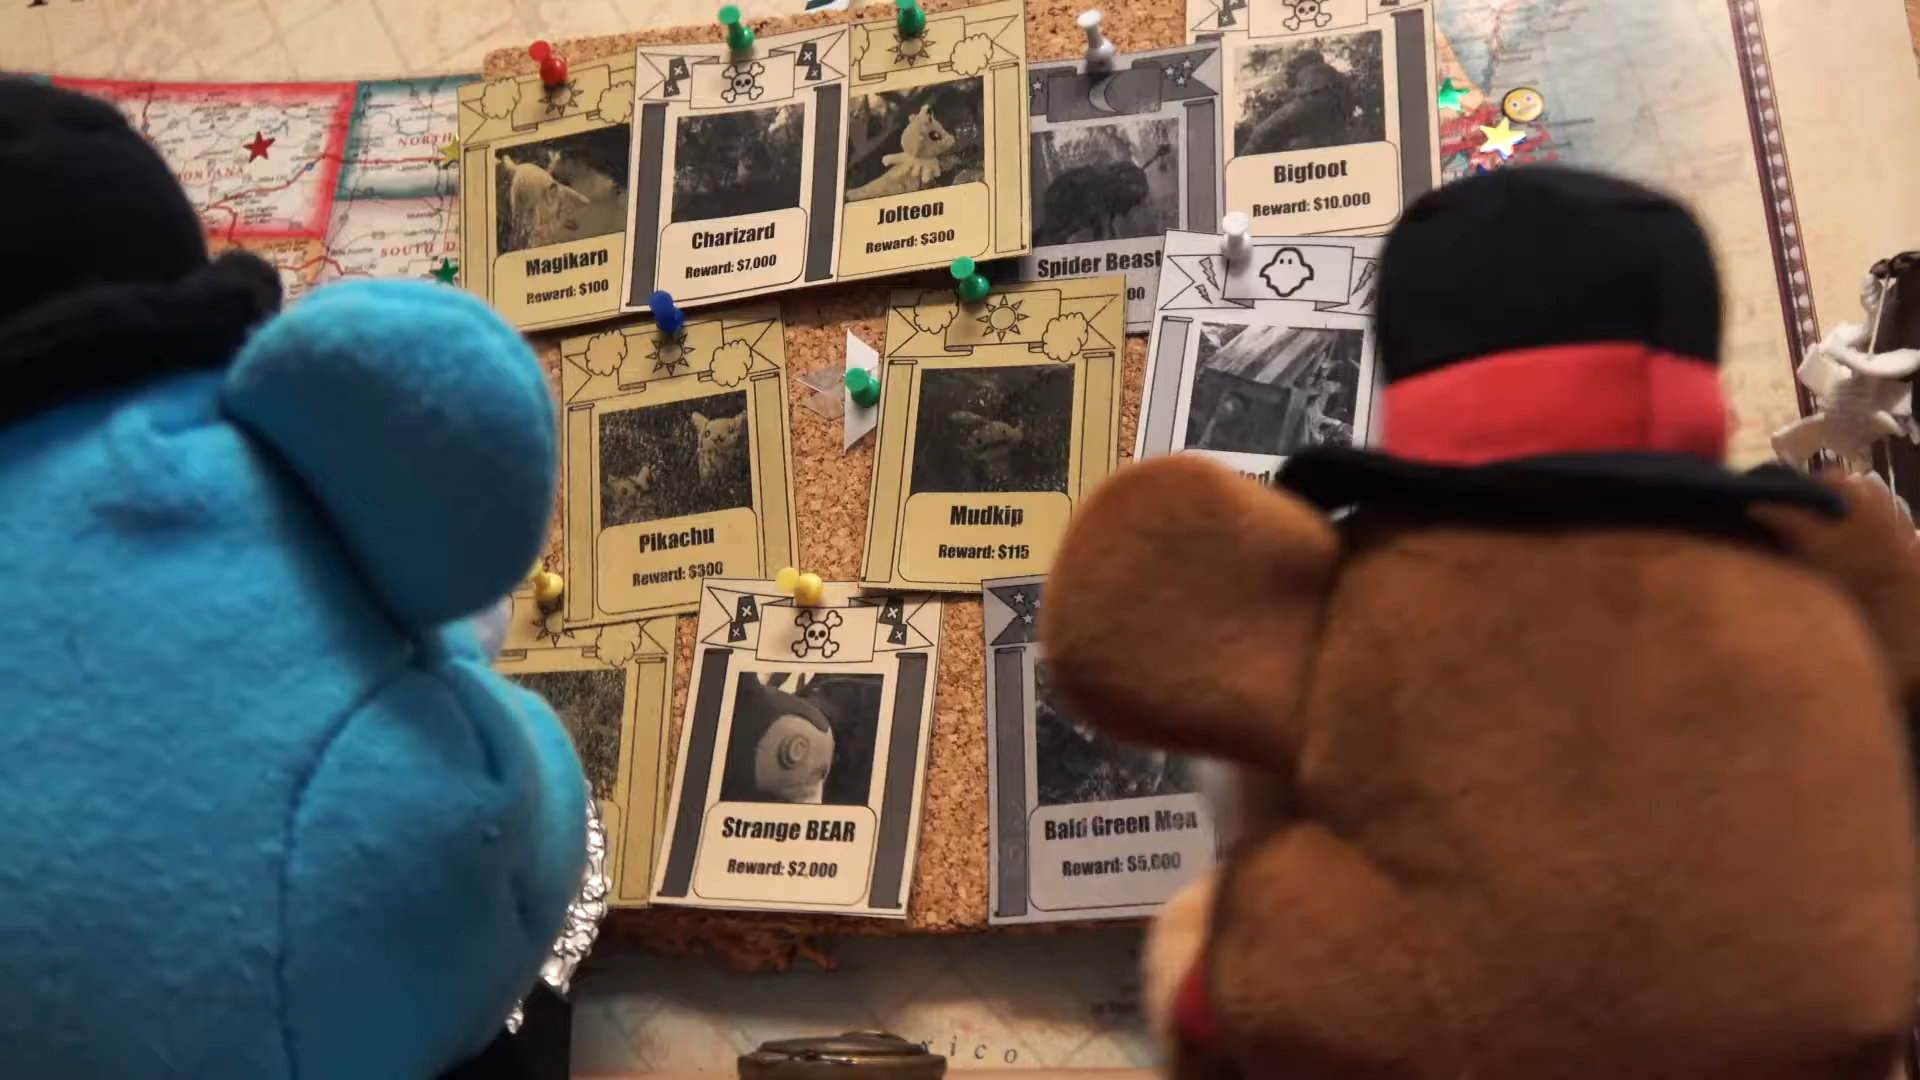 MONTANA
NORTH
SOUTH D
Magikarp
Reward: $100
Charizard
Reward: $7,000
Jolteon
Reward: $300
Spider Beast
00
Bigfoot
Reward: $10,000
Pikachu
Reward: $300
Mudkip
Reward: $115
Strange BEAR
Reward: $2,000
Bald Green Men
Reward: $5,000
xico